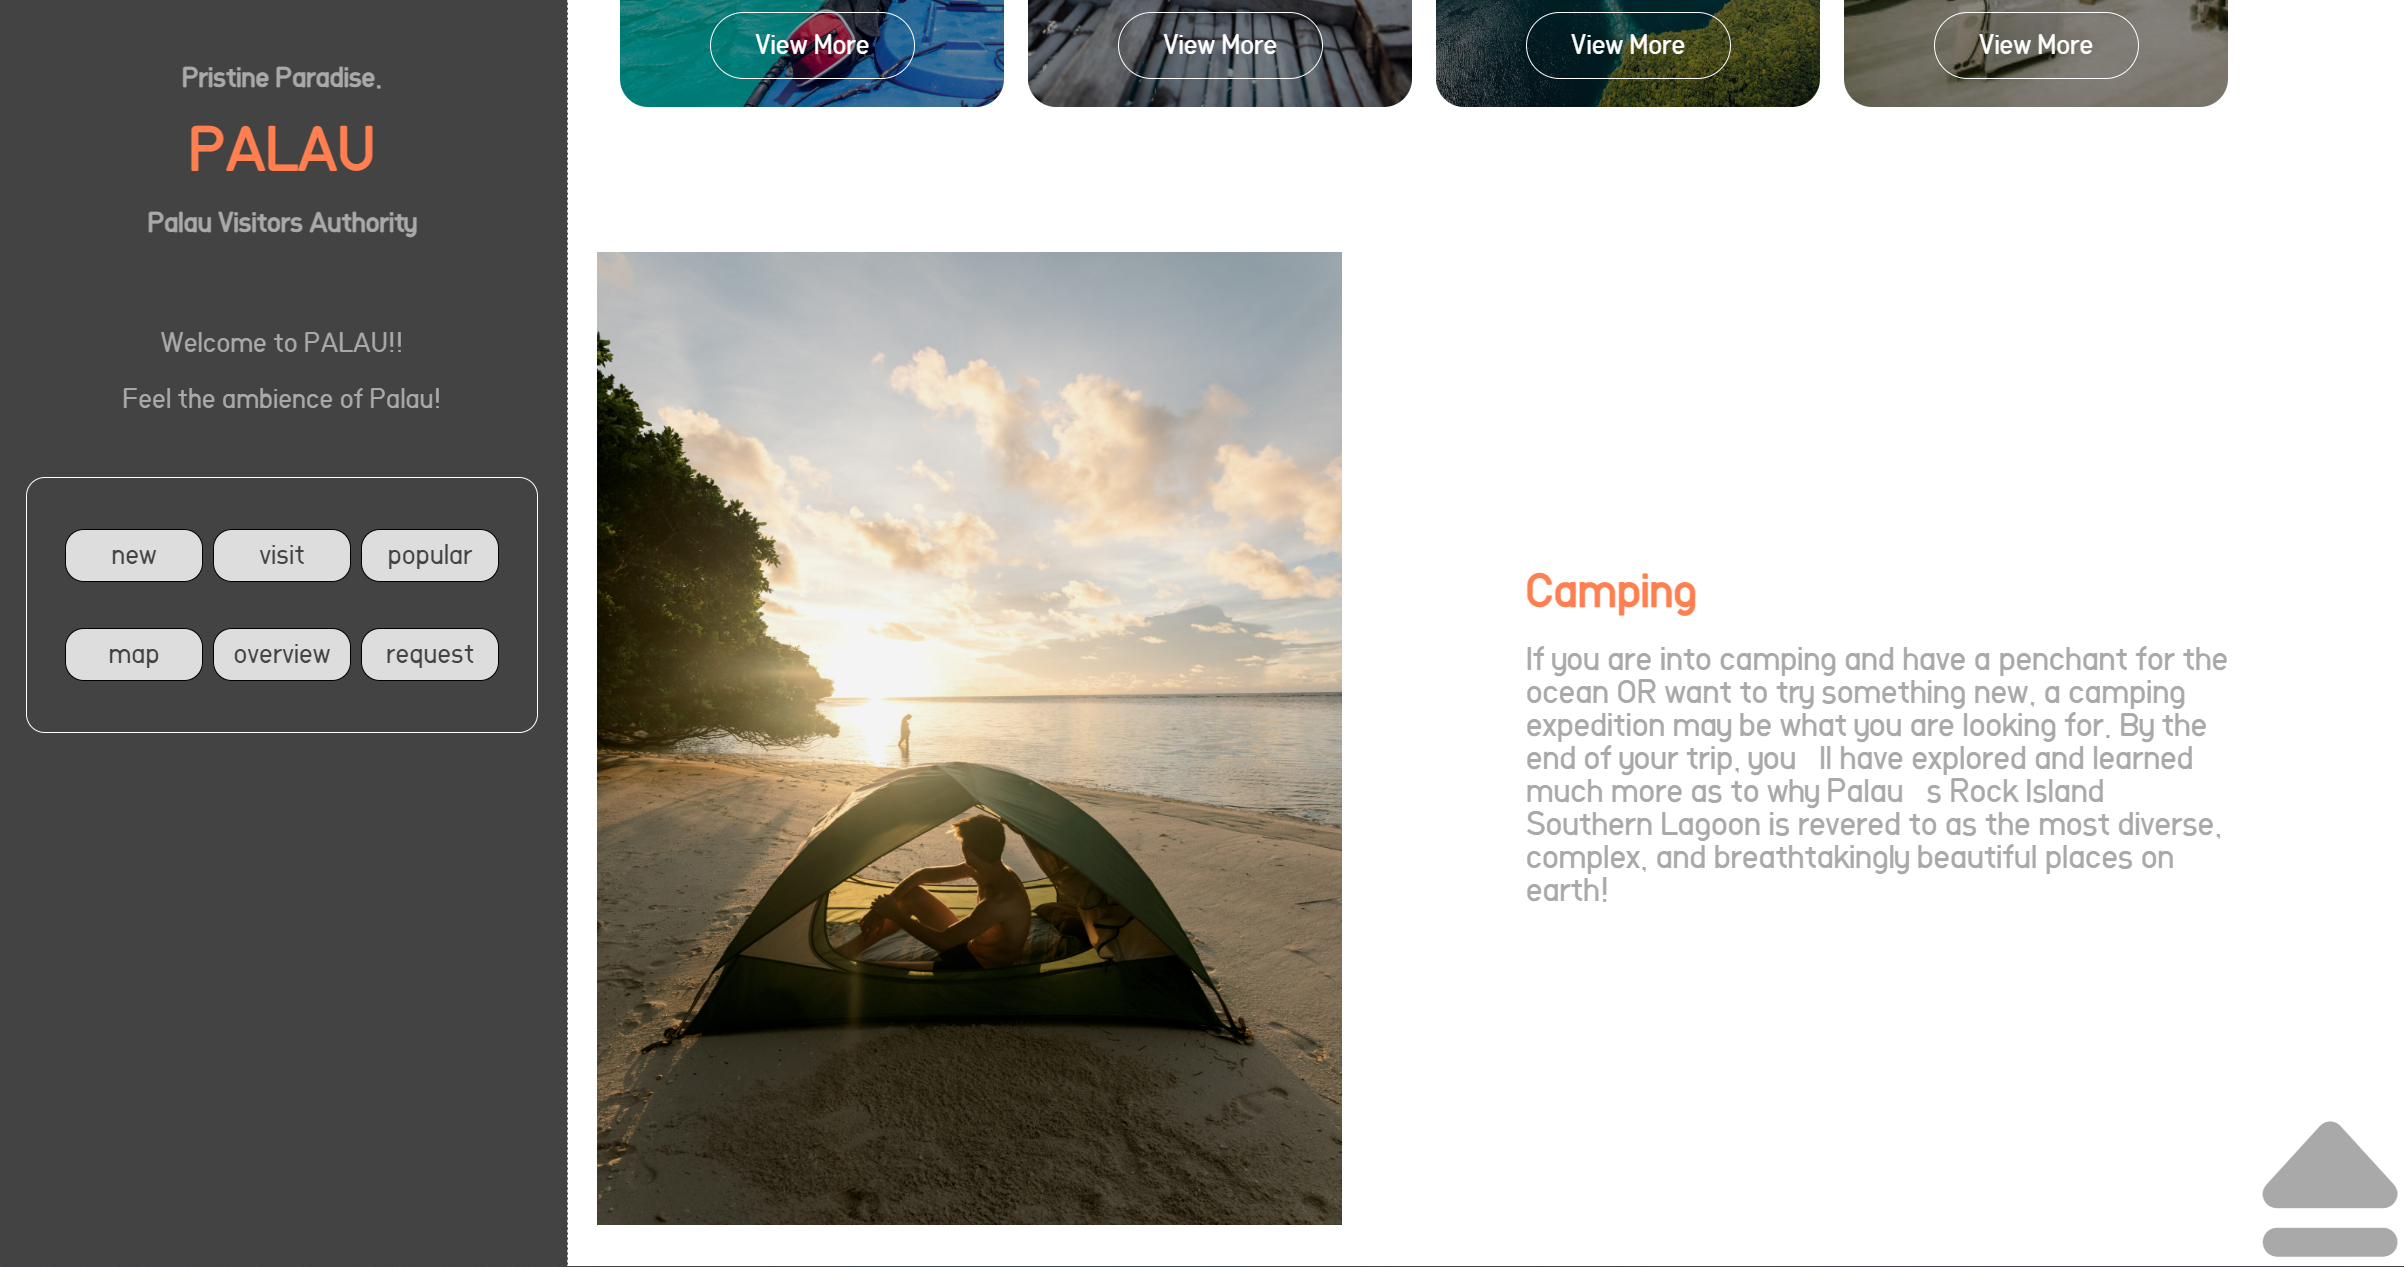 Pristine Paradise.
PALAU
Palau Visitors Authority
Welcome to PALAU!!
Feel the ambience of Palau!
new visit popular
map overview request
View More View More View More View More
Camping
If you are into camping and have a penchant for the
ocean OR want to try something new, a camping
expedition may be what you are looking for. By the
end of your trip, you ll have explored and learned
much more as to why Palau s Rock Island
Southern Lagoon is revered to as the most diverse,
complex, and breathtakingly beautiful places on
earth!